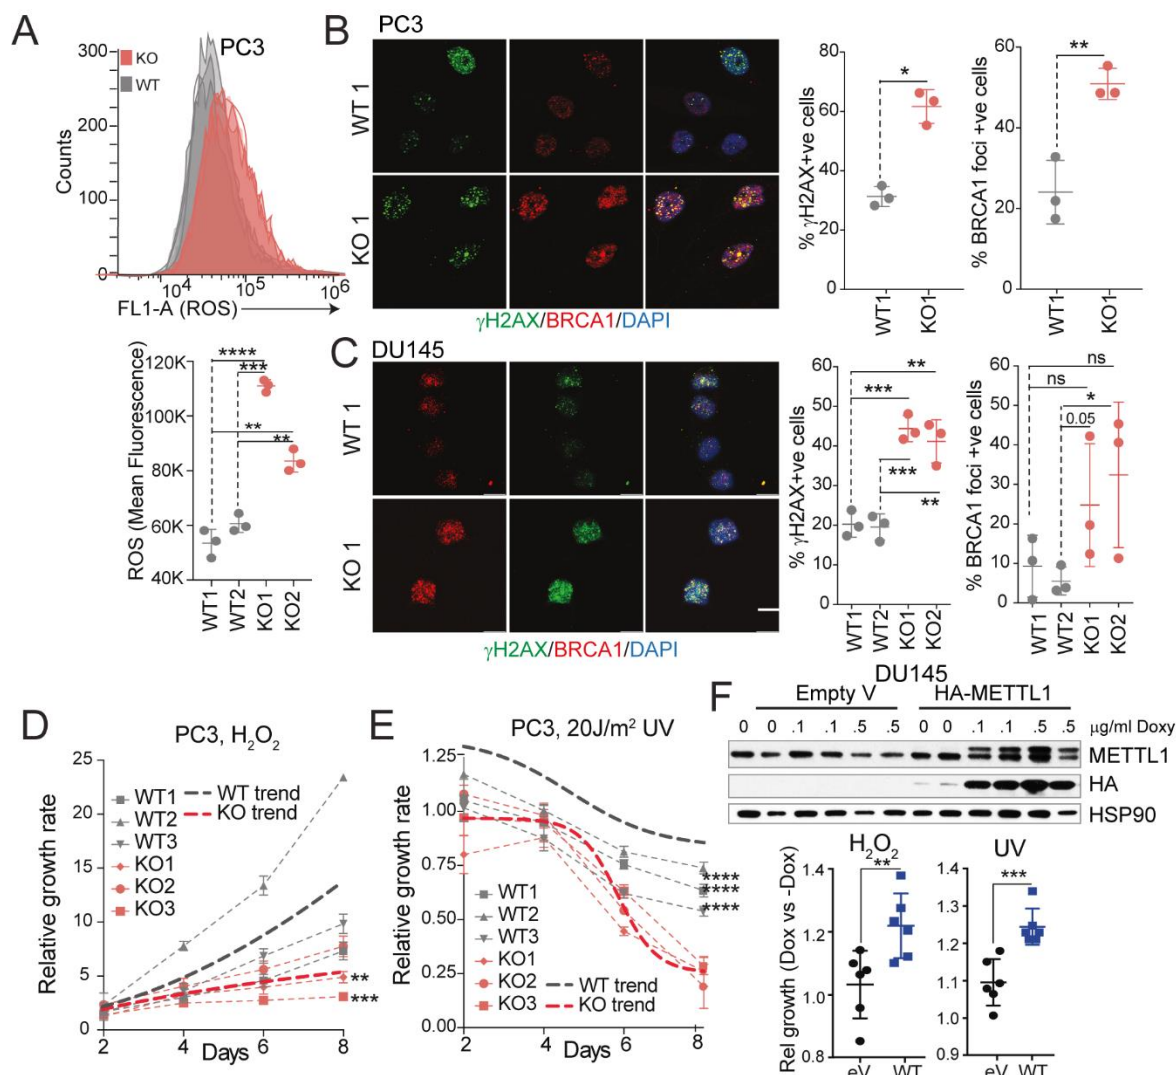 A
PC3
KO
WT
300
200
100
0
Counts
10⁴ 10⁵ 10⁶
FL1-A (ROS)
****
***
**
**
120K
100K
80K
60K
40K
ROS (Mean Fluorescence)
WT1 WT2 KO1 KO2
B
PC3
WT 1
KO 1
γH2AX/BRCA1/DAPI
*
80
60
40
20
0
% γH2AX+ve cells
WT1 KO1
**
60
40
20
0
% BRCA1 foci +ve cells
WT1 KO1
C
DU145
WT 1
KO 1
γH2AX/BRCA1/DAPI
**
***
***
**
60
50
40
30
20
10
0
% γH2AX+ve cells
WT1 WT2 KO1 KO2
ns
ns
*
0.05
60
50
40
30
20
10
0
% BRCA1 foci +ve cells
WT1 WT2 KO1 KO2
D
PC3, H₂O₂
25
20
15
10
5
0
Relative growth rate
WT1
WT2
WT3
KO1
KO2
KO3
WT trend
KO trend
**
***
2 4 6 8
Days
E
PC3, 20J/m² UV
1.25
1.00
0.75
0.50
0.25
0.00
Relative growth rate
WT1
WT2
WT3
KO1
KO2
KO3
WT trend
KO trend
****
****
****
2 4 6 8
Days
F
DU145
Empty V HA-METTL1
0 0 .1 .1 .5 .5 0 0 .1 .1 .5 .5 µg/ml Doxy
METTL1
HA
HSP90
H₂O₂
**
1.4
1.2
1.0
0.8
Rel growth (Dox vs -Dox)
eV WT
UV
***
1.4
1.3
1.2
1.1
1.0
0.9
eV WT